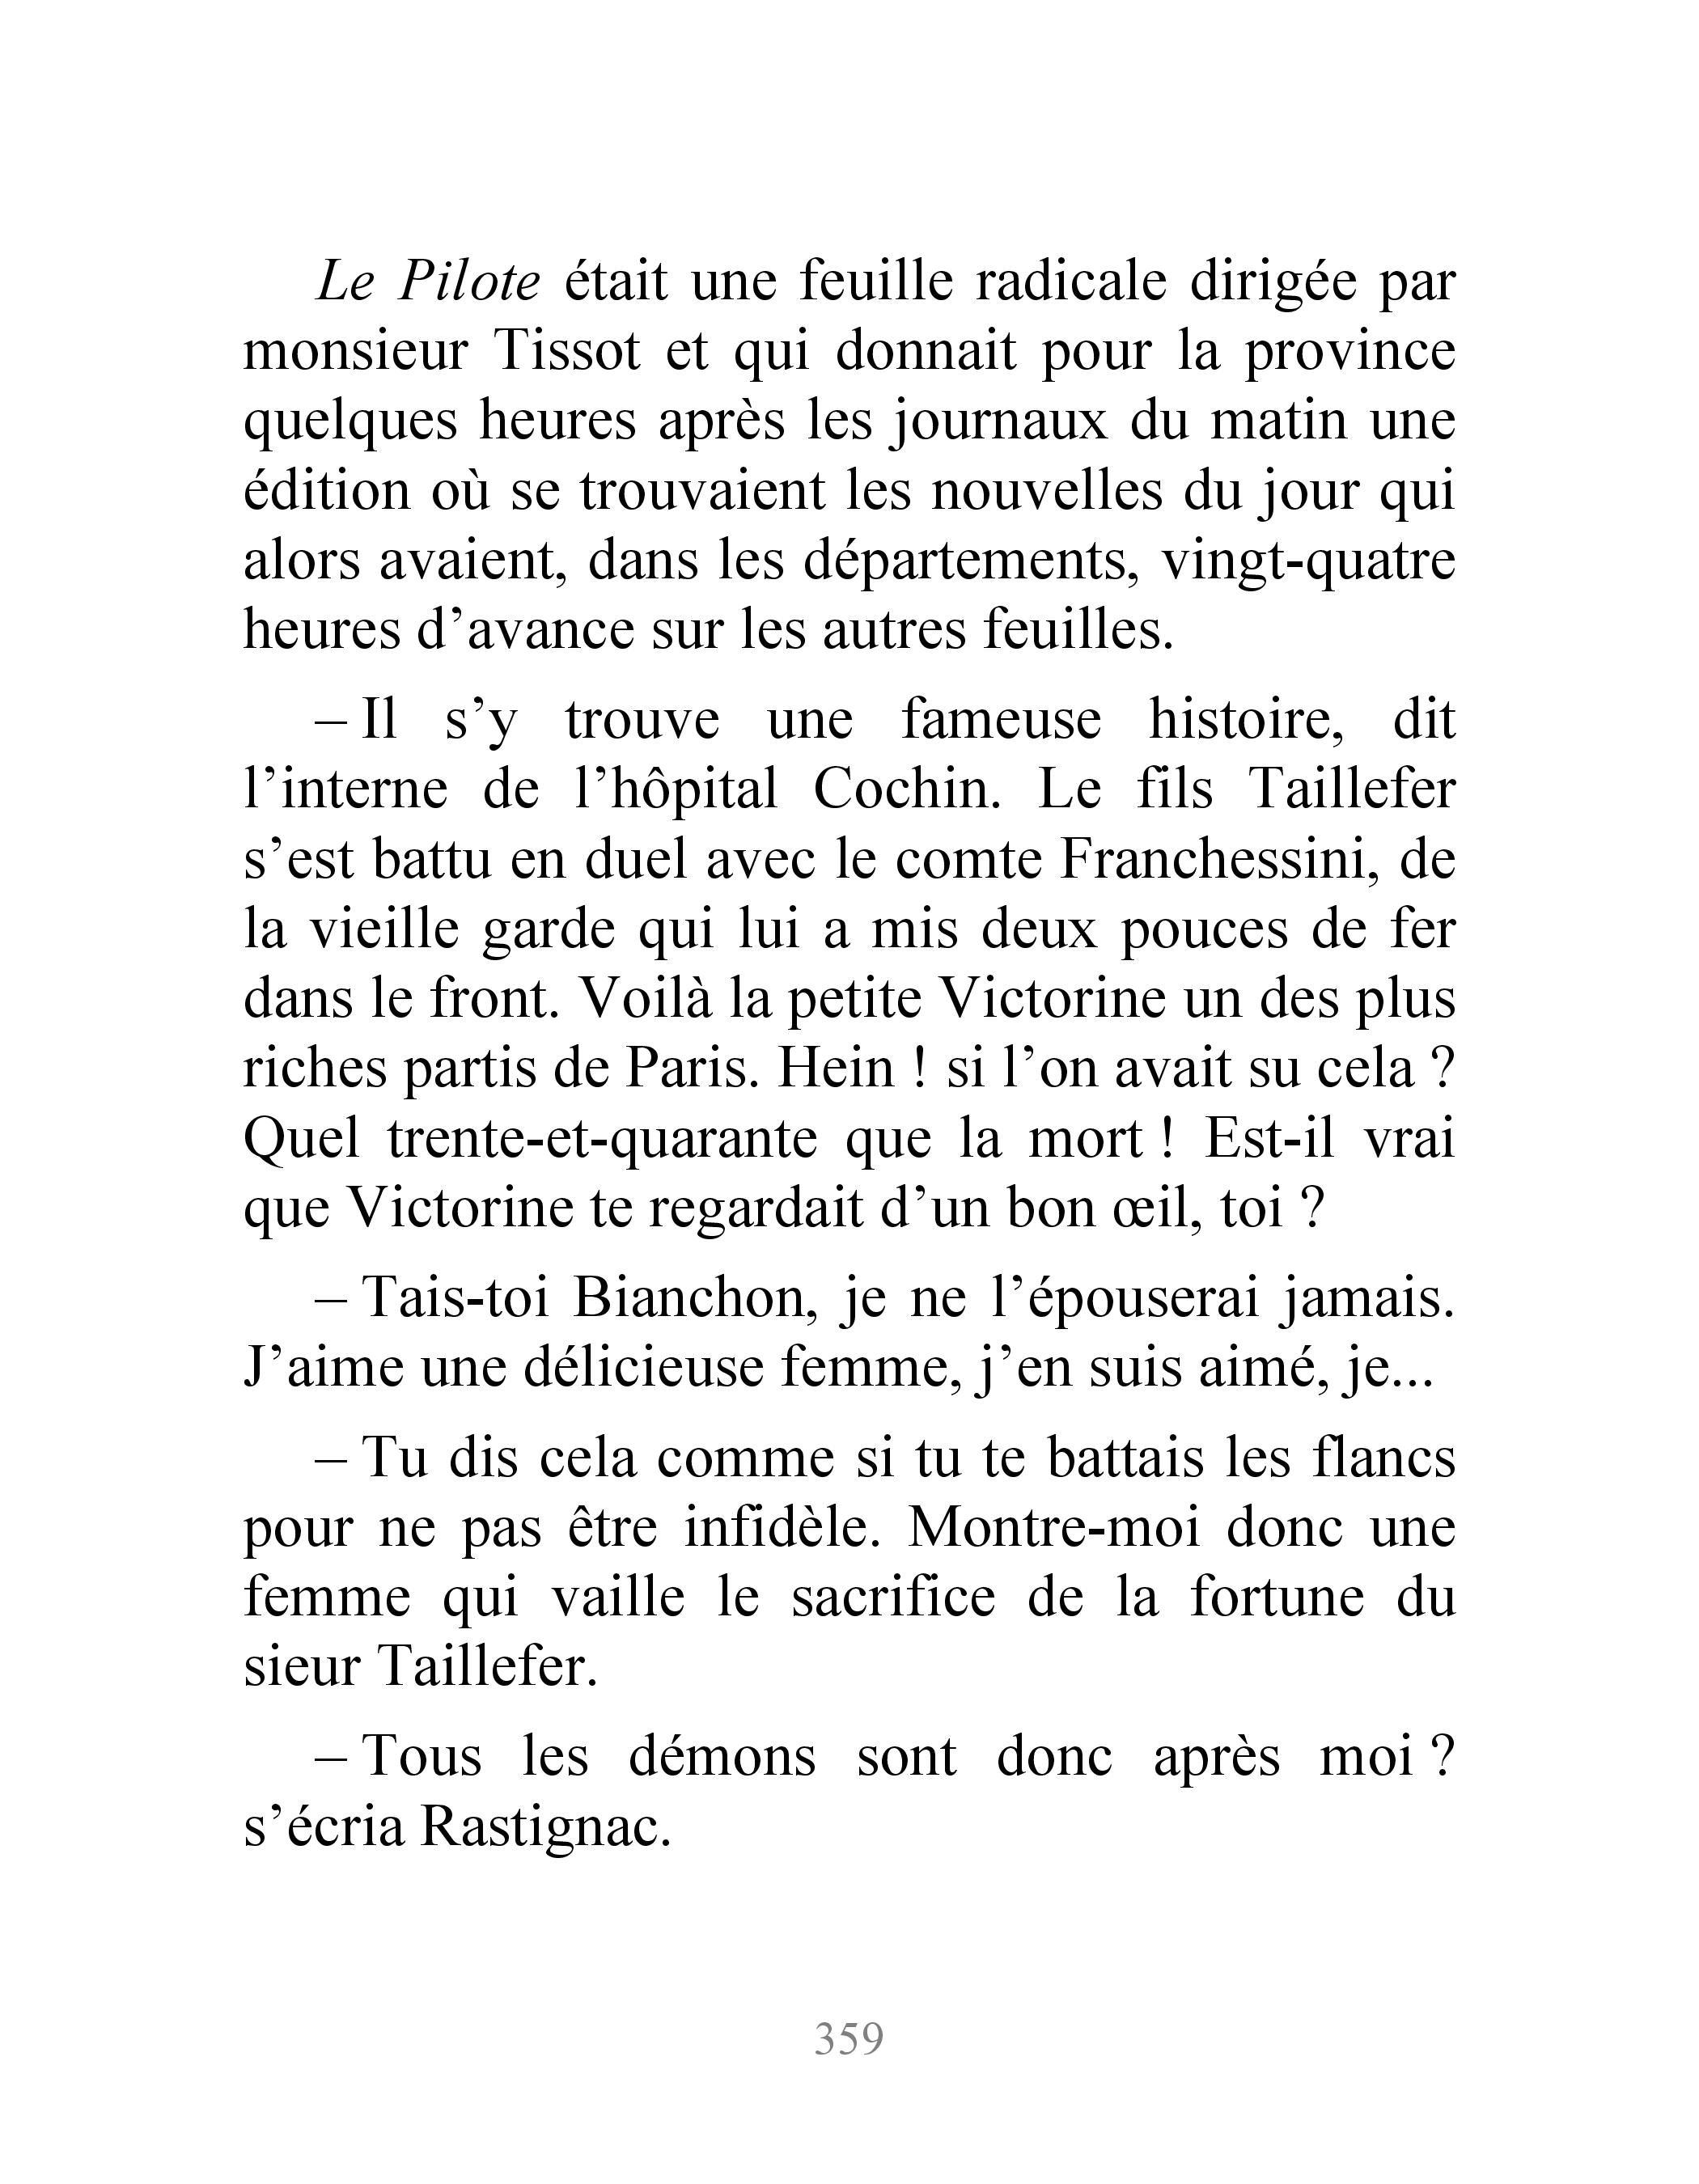 Le Pilote était une feuille radicale dirigée par
monsieur Tissot et qui donnait pour la province
quelques heures après les journaux du matin une
édition où se trouvaient les nouvelles du jour qui
alors avaient, dans les départements, vingt-quatre
heures d’avance sur les autres feuilles.
– Il s’y trouve une fameuse histoire, dit
l’interne de l’hôpital Cochin. Le fils Taillefer
s’est battu en duel avec le comte Franchessini, de
la vieille garde qui lui a mis deux pouces de fer
dans le front. Voilà la petite Victorine un des plus
riches partis de Paris. Hein ! si l’on avait su cela ?
Quel trente-et-quarante que la mort ! Est-il vrai
que Victorine te regardait d’un bon œil, toi ?
– Tais-toi Bianchon, je ne l’épouserai jamais.
J’aime une délicieuse femme, j’en suis aimé, je...
– Tu dis cela comme si tu te battais les flancs
pour ne pas être infidèle. Montre-moi donc une
femme qui vaille le sacrifice de la fortune du
sieur Taillefer.
– Tous les démons sont donc après moi ?
s’écria Rastignac.
359